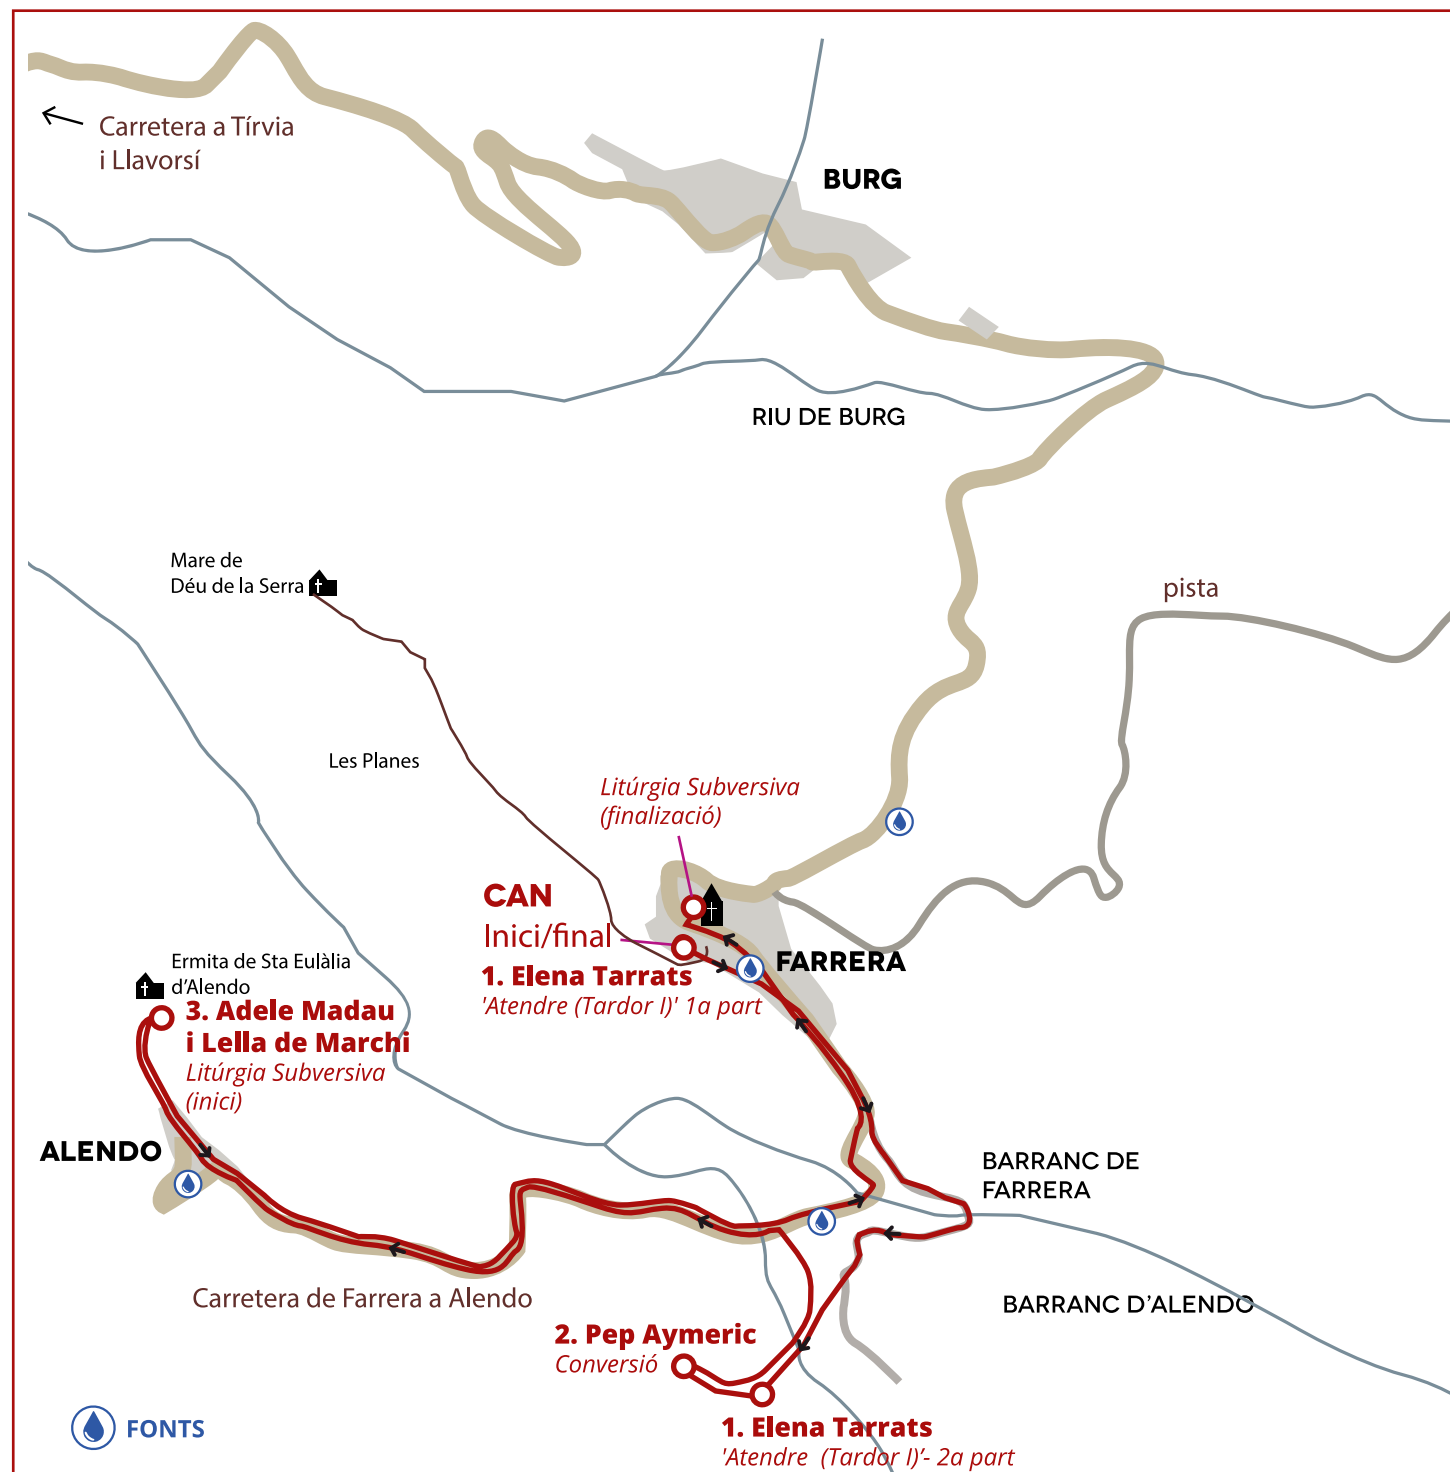 Carretera a Tírvia
i Llavorsí
BURG
RIU DE BURG
Mare de
Déu de la Serra
pista
Les Planes
Litúrgia Subversiva
(finalització)
CAN
Inici/final
FARRERA
1. Elena Tarrats
'Atendre (Tardor I)' 1a part
Ermita de Sta Eulàlia
d'Alendo
3. Adele Madau
i Lella de Marchi
Litúrgia Subversiva
(inici)
ALENDO
BARRANC DE
FARRERA
Carretera de Farrera a Alendo
BARRANC D'ALENDO
2. Pep Aymeric
Conversió
1. Elena Tarrats
'Atendre (Tardor I)'- 2a part
FONTS